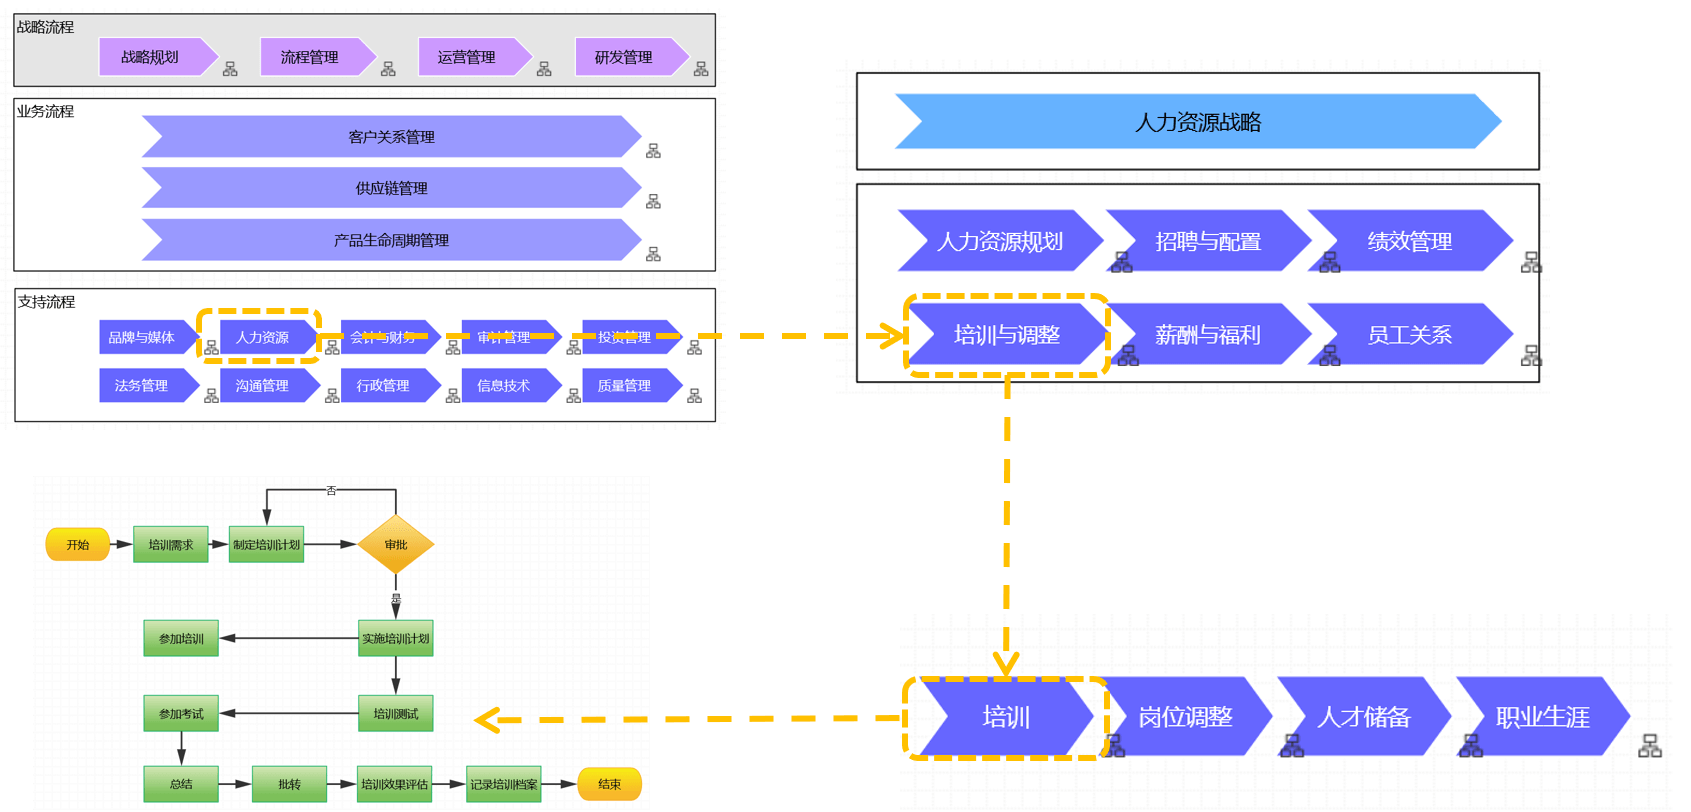 战略流程
战略规划
流程管理
运营管理
研发管理
业务流程
客户关系管理
供应链管理
产品生命周期管理
支持流程
品牌与媒体
人力资源
会计与财务
审计管理
投资管理
法务管理
沟通管理
行政管理
信息技术
质量管理
人力资源战略
人力资源规划
招聘与配置
绩效管理
培训与调整
薪酬与福利
员工关系
否
开始
培训需求
制定培训计划
审批
是
参加培训
实施培训计划
参加考试
培训测试
总结
批转
培训效果评估
记录培训档案
结束
培训
岗位调整
人才储备
职业生涯